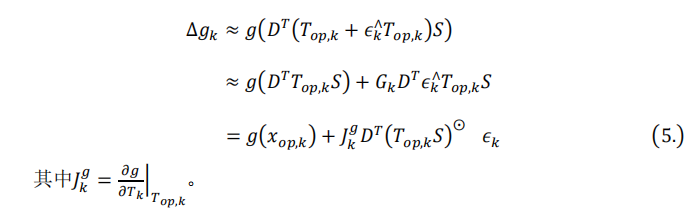 Δg_k ≈ g(D^T(T_{op,k} + ϵ_k^∧ T_{op,k})S)
≈ g(D^T T_{op,k} S) + G_k D^T ϵ_k^∧ T_{op,k} S
= g(x_{op,k}) + J_k^g D^T (T_{op,k} S)^⊙ ϵ_k (5.)
其中J_k^g = ∂g/∂T_k |_{T_{op,k}}。